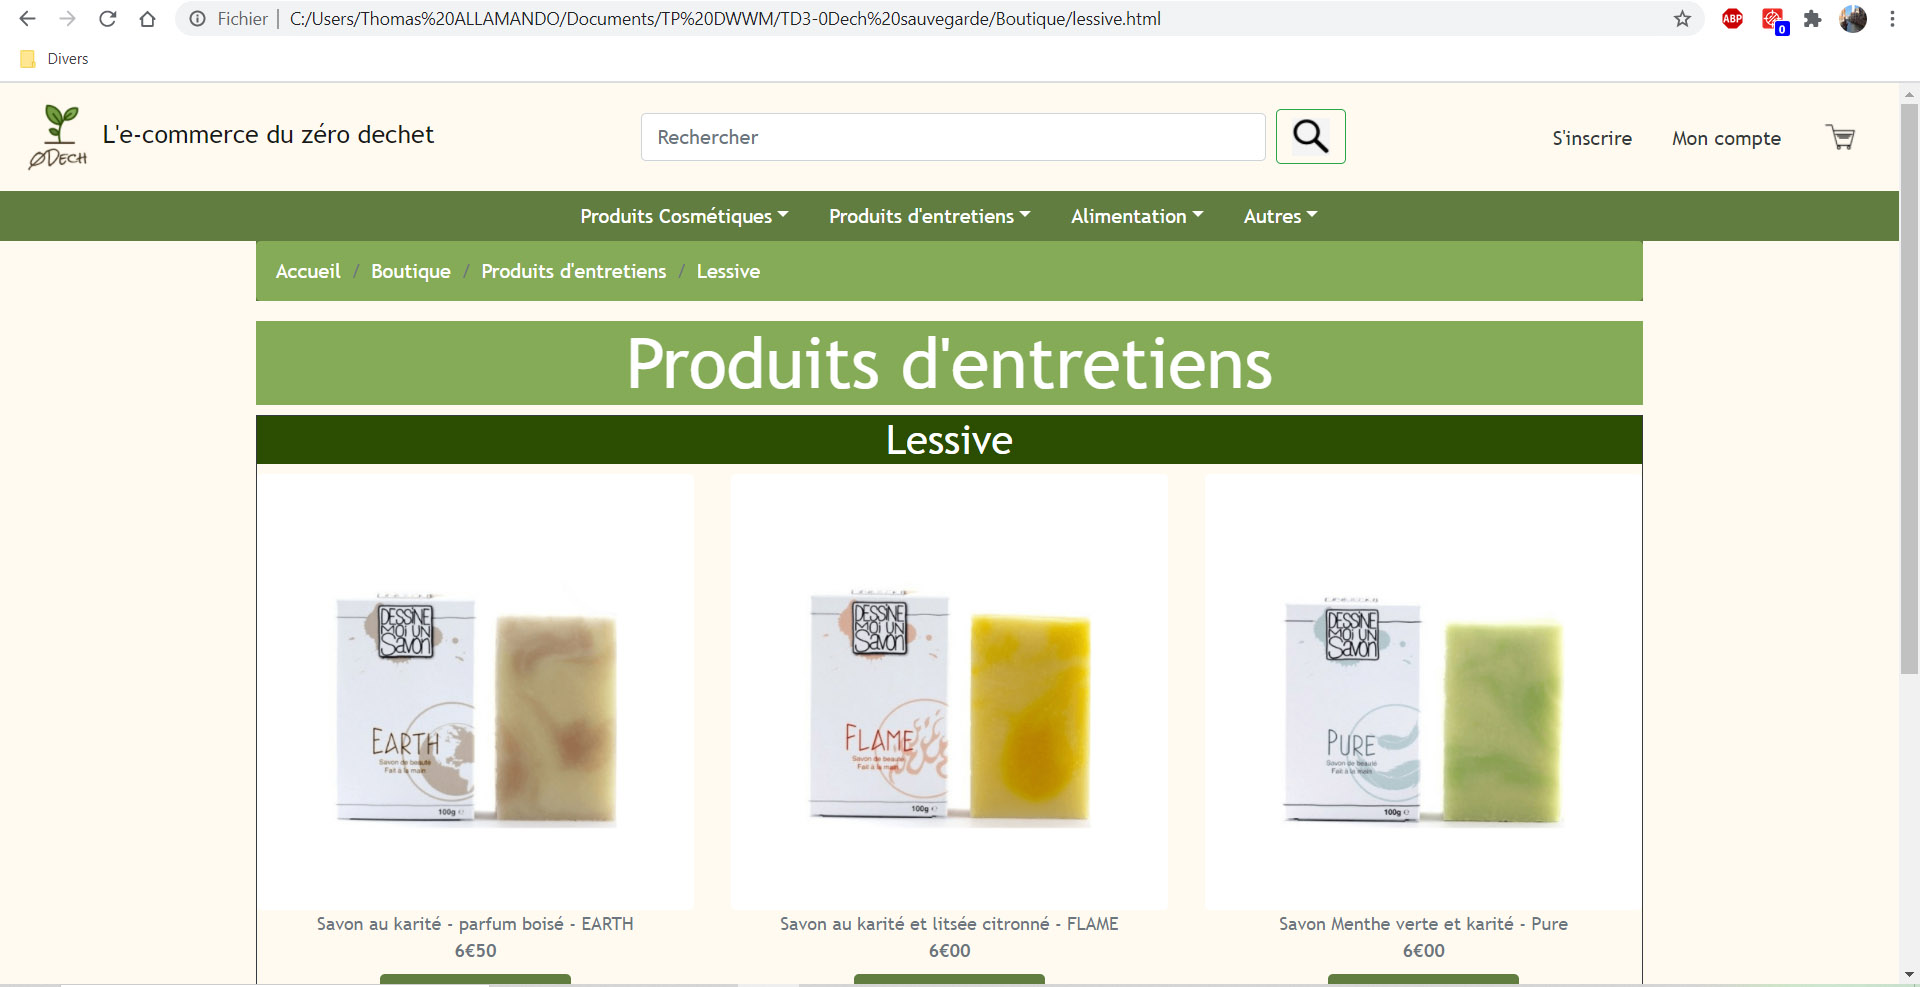 Fichier | C:/Users/Thomas%20ALLAMANDO/Documents/TP%20DWWM/TD3-0Dech%20sauvegarde/Boutique/lessive.html
ABP
0
Divers
ØDECH
L'e-commerce du zéro dechet
Rechercher
S'inscrire
Mon compte
Produits Cosmétiques
Produits d'entretiens
Alimentation
Autres
Accueil / Boutique / Produits d'entretiens / Lessive
Produits d'entretiens
Lessive
DESSINE
MOI UN
SAVON
EARTH
Savon de beauté
Fait à la main
100g e
DESSINE
MOI UN
SAVON
FLAME
Savon de beauté
Fait à la main
100g e
DESSINE
MOI UN
SAVON
PURE
Savon de beauté
Fait à la main
100g e
Savon au karité - parfum boisé - EARTH
6€50
Savon au karité et litsée citronné - FLAME
6€00
Savon Menthe verte et karité - Pure
6€00